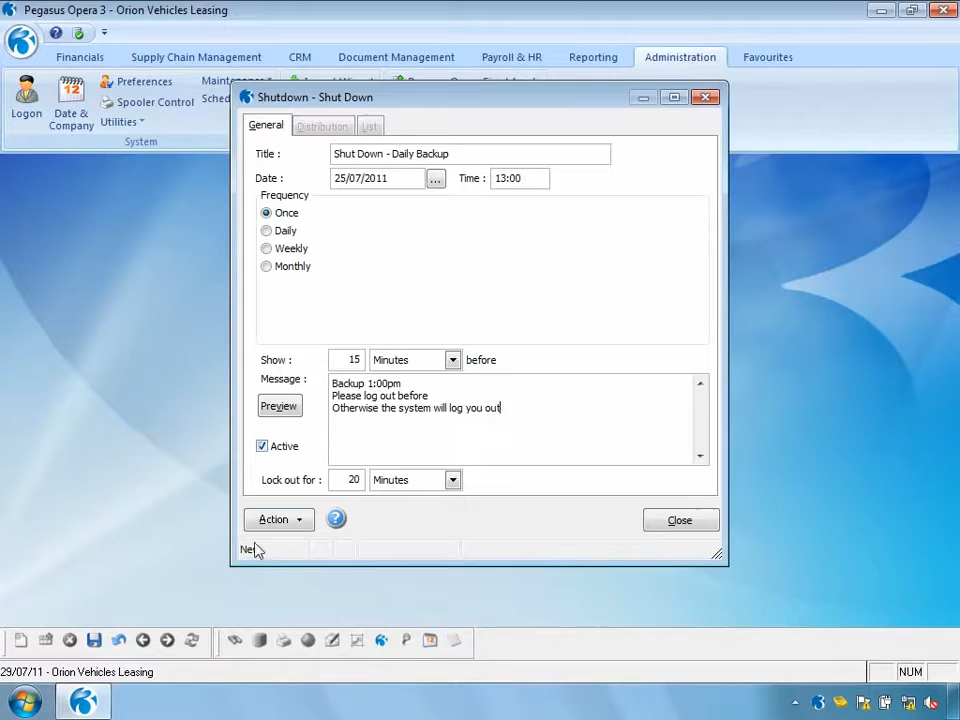 Pegasus Opera 3 - Orion Vehicles Leasing
Financials
Supply Chain Management
CRM
Document Management
Payroll & HR
Reporting
Administration
Favourites
Logon
12
Date & Company
Preferences
Spooler Control
Utilities
System
Shutdown - Shut Down
General
Distribution
List
Title :
Shut Down - Daily Backup
Date :
25/07/2011
...
Time :
13:00
Frequency
Once
Daily
Weekly
Monthly
Show :
15
Minutes
before
Message :
Backup 1:00pm
Please log out before
Otherwise the system will log you out
Preview
Active
Lock out for :
20
Minutes
Action
Close
29/07/11 - Orion Vehicles Leasing
NUM